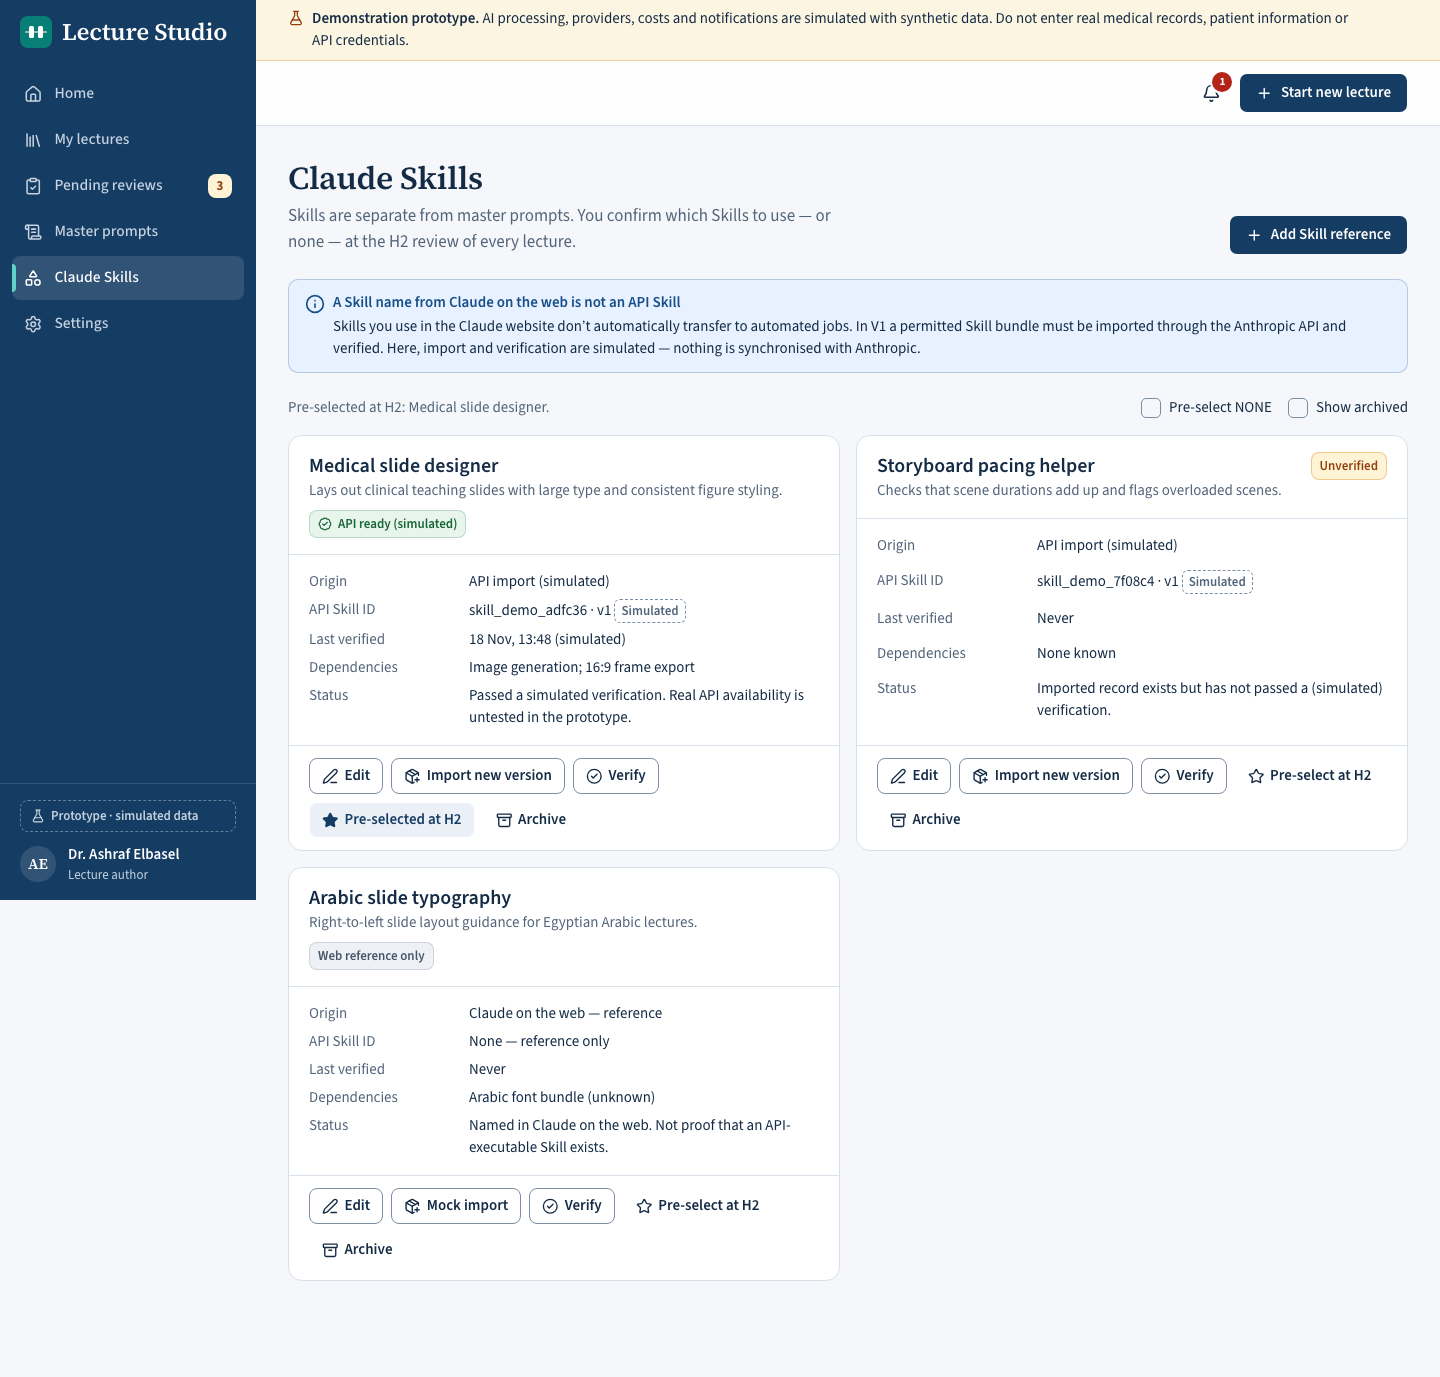 Lecture Studio
Home
My lectures
Pending reviews
3
Master prompts
Claude Skills
Settings
Prototype · simulated data
AE
Dr. Ashraf Elbasel
Lecture author
Demonstration prototype. AI processing, providers, costs and notifications are simulated with synthetic data. Do not enter real medical records, patient information or
API credentials.
1
Start new lecture
Claude Skills
Skills are separate from master prompts. You confirm which Skills to use — or
none — at the H2 review of every lecture.
Add Skill reference
A Skill name from Claude on the web is not an API Skill
Skills you use in the Claude website don’t automatically transfer to automated jobs. In V1 a permitted Skill bundle must be imported through the Anthropic API and
verified. Here, import and verification are simulated — nothing is synchronised with Anthropic.
Pre-selected at H2: Medical slide designer.
Pre-select NONE
Show archived
Medical slide designer
Lays out clinical teaching slides with large type and consistent figure styling.
API ready (simulated)
Origin
API import (simulated)
API Skill ID
skill_demo_adfc36 · v1 Simulated
Last verified
18 Nov, 13:48 (simulated)
Dependencies
Image generation; 16:9 frame export
Status
Passed a simulated verification. Real API availability is
untested in the prototype.
Edit
Import new version
Verify
Pre-selected at H2
Archive
Storyboard pacing helper
Unverified
Checks that scene durations add up and flags overloaded scenes.
Origin
API import (simulated)
API Skill ID
skill_demo_7f08c4 · v1 Simulated
Last verified
Never
Dependencies
None known
Status
Imported record exists but has not passed a (simulated)
verification.
Edit
Import new version
Verify
Pre-select at H2
Archive
Arabic slide typography
Right-to-left slide layout guidance for Egyptian Arabic lectures.
Web reference only
Origin
Claude on the web — reference
API Skill ID
None — reference only
Last verified
Never
Dependencies
Arabic font bundle (unknown)
Status
Named in Claude on the web. Not proof that an API-
executable Skill exists.
Edit
Mock import
Verify
Pre-select at H2
Archive